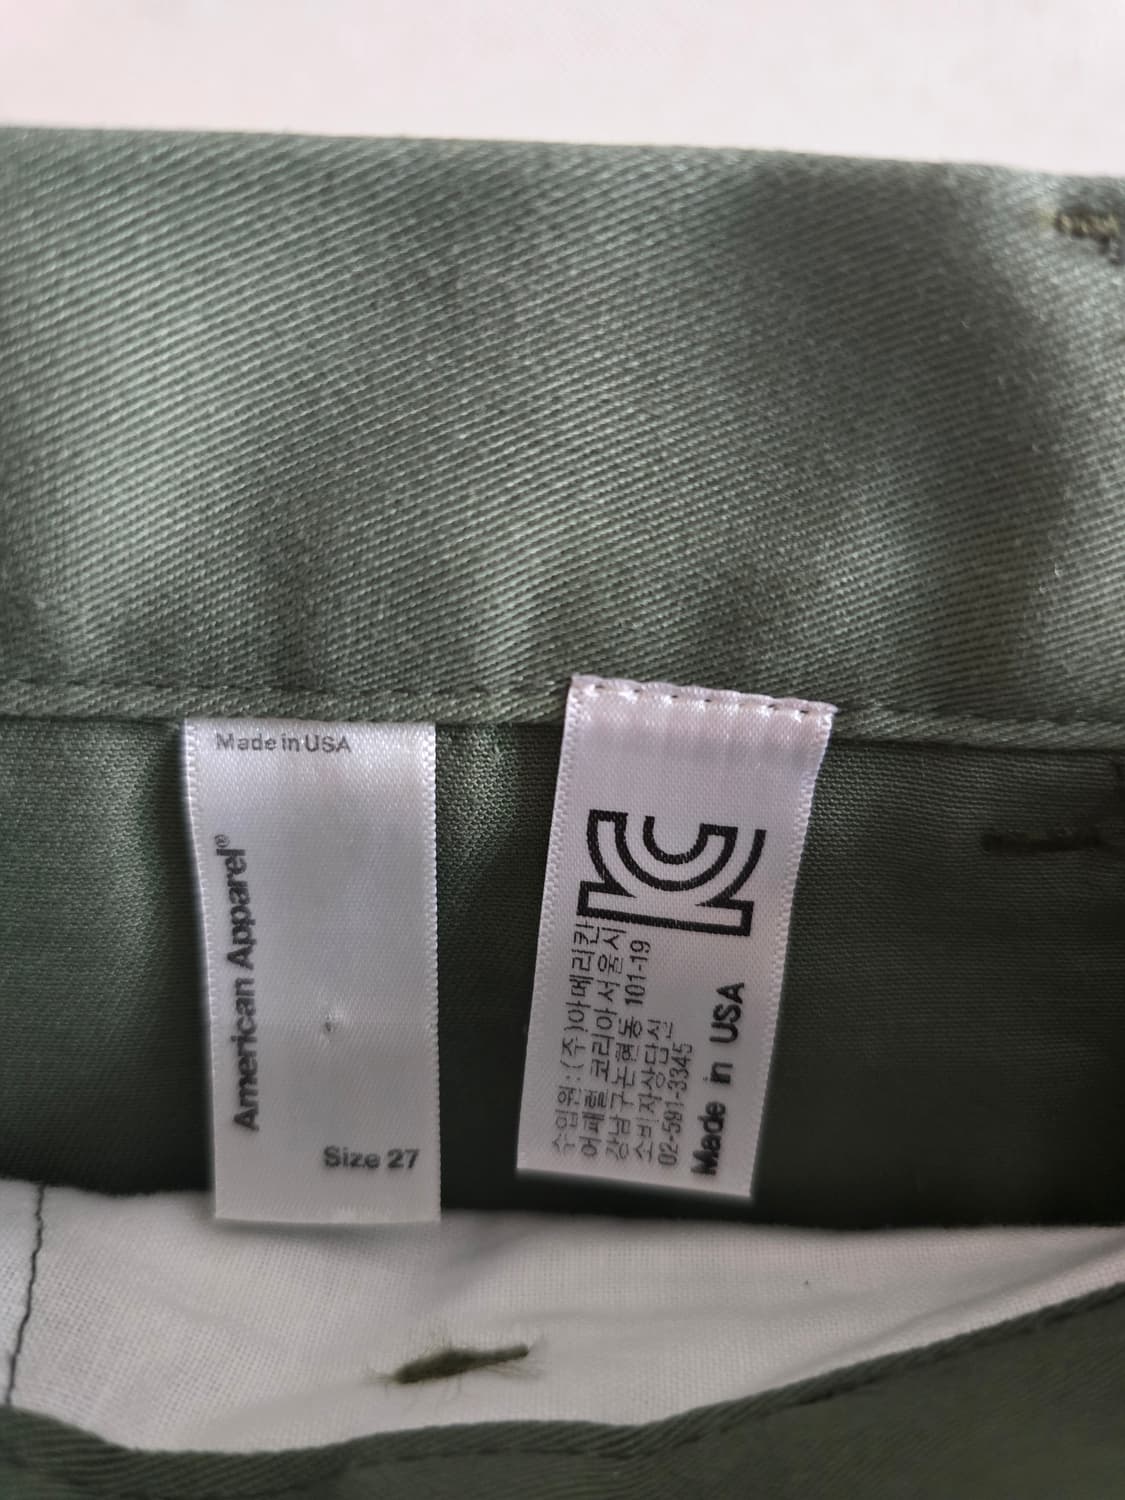 Made in USA
American Apparel®
Size 27
KC
수입원:(주)아메리칸
어패럴 코리아 서울시
강남구 논현동 101-19
소비자상담실
02-591-3345
Made in USA